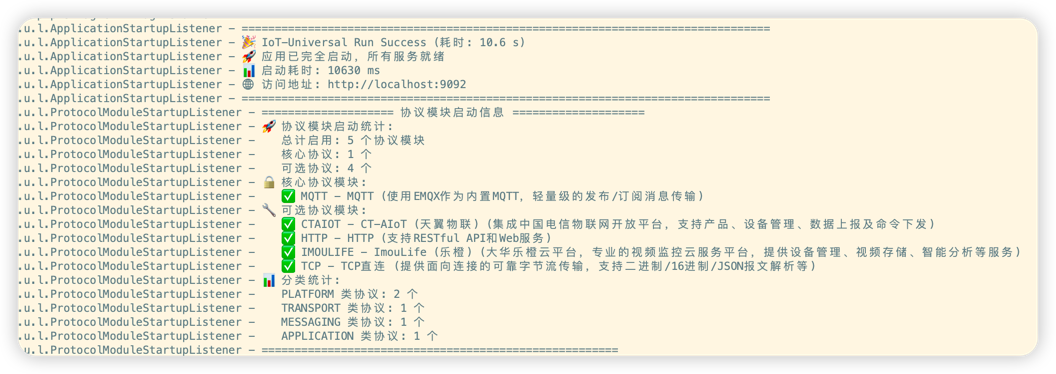 .u.l.ApplicationStartupListener - ================================================================================
.u.l.ApplicationStartupListener - 🎉 IoT-Universal Run Success (耗时: 10.6 s)
.u.l.ApplicationStartupListener - 🚀 应用已完全启动, 所有服务就绪
.u.l.ApplicationStartupListener - 📊 启动耗时: 10630 ms
.u.l.ApplicationStartupListener - 🌐 访问地址: http://localhost:9092
.u.l.ApplicationStartupListener - ================================================================================
.u.l.ProtocolModuleStartupListener - ==================== 协议模块启动信息 ====================
.u.l.ProtocolModuleStartupListener - 🚀 协议模块启动统计:
.u.l.ProtocolModuleStartupListener -    总计启用: 5 个协议模块
.u.l.ProtocolModuleStartupListener -    核心协议: 1 个
.u.l.ProtocolModuleStartupListener -    可选协议: 4 个
.u.l.ProtocolModuleStartupListener - 🔒 核心协议模块:
.u.l.ProtocolModuleStartupListener -    ✅ MQTT - MQTT (使用EMQX作为内置MQTT, 轻量级的发布/订阅消息传输)
.u.l.ProtocolModuleStartupListener - 🔧 可选协议模块:
.u.l.ProtocolModuleStartupListener -    ✅ CTAIOT - CT-AIoT (天翼物联) (集成中国电信物联网开放平台, 支持产品、设备管理、数据上报及命令下发)
.u.l.ProtocolModuleStartupListener -    ✅ HTTP - HTTP (支持RESTful API和Web服务)
.u.l.ProtocolModuleStartupListener -    ✅ IMOULIFE - ImouLife (乐橙) (大华乐橙云平台, 专业的视频监控云服务平台, 提供设备管理、视频存储、智能分析等服务)
.u.l.ProtocolModuleStartupListener -    ✅ TCP - TCP直连 (提供面向连接的可靠字节流传输, 支持二进制/16进制/JSON报文解析等)
.u.l.ProtocolModuleStartupListener - 📊 分类统计:
.u.l.ProtocolModuleStartupListener -    PLATFORM 类协议: 2 个
.u.l.ProtocolModuleStartupListener -    TRANSPORT 类协议: 1 个
.u.l.ProtocolModuleStartupListener -    MESSAGING 类协议: 1 个
.u.l.ProtocolModuleStartupListener -    APPLICATION 类协议: 1 个
.u.l.ProtocolModuleStartupListener - ======================================================